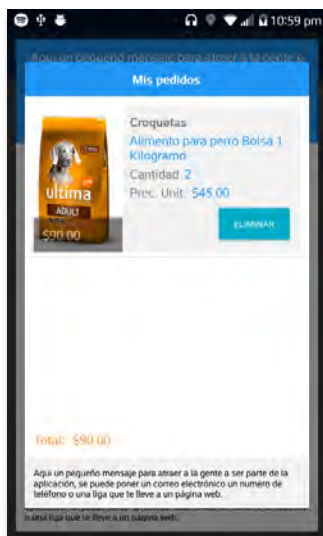 10:59 pm
Aqui un pequeño mensaje para atraer a la gente a
Mis pedidos
Croquetas
Alimento para perro Bolsa 1
Kilogramo
Cantidad 2
Prec. Unit. $45.00
ultima
ADULT
$90.00
ELIMINAR
Total: $90.00
Aqui un pequeño mensaje para atraer a la gente a ser parte de la
aplicación, se puede poner un correo electrónico un numero de
teléfono o una liga que te lleve a un página web.
o una liga que te lleve a un página web.